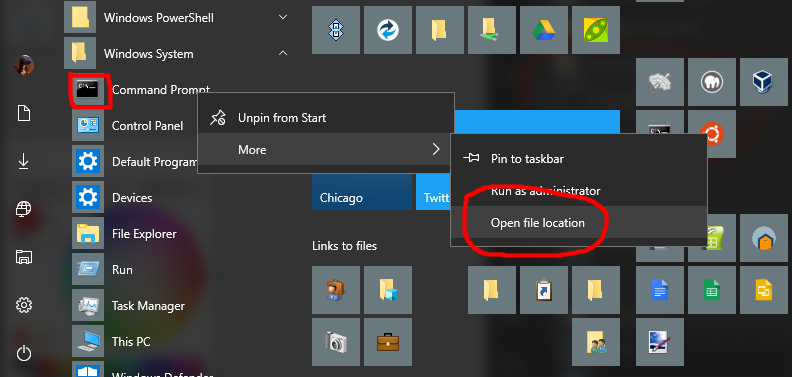 Windows PowerShell
Windows System
Command Prompt
Unpin from Start
Control Panel
More
Pin to taskbar
Default Program
Run as administrator
Devices
Chicago
Twitt
Open file location
File Explorer
Links to files
Run
Task Manager
This PC
Windows Defender